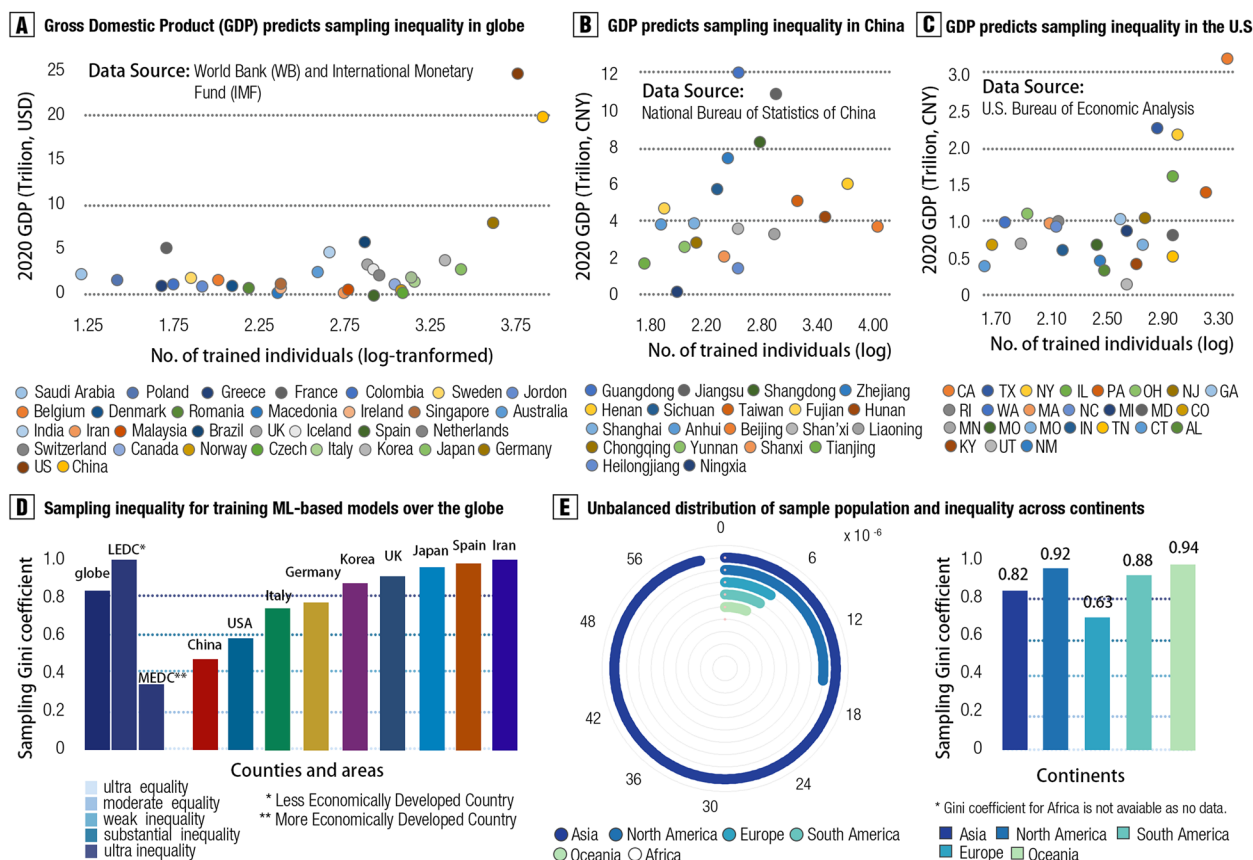 A Gross Domestic Product (GDP) predicts sampling inequality in globe
Data Source: World Bank (WB) and International Monetary
Fund (IMF)
2020 GDP (Trilion, USD)
25
20
15
10
5
0
1.25 1.75 2.25 2.75 3.25 3.75
No. of trained individuals (log-tranformed)
Saudi Arabia Poland Greece France Colombia Sweden Jordon
Belgium Denmark Romania Macedonia Ireland Singapore Australia
India Iran Malaysia Brazil UK Iceland Spain Netherlands
Switzerland Canada Norway Czech Italy Korea Japan Germany
US China
B GDP predicts sampling inequality in China
Data Source:
National Bureau of Statistics of China
2020 GDP (Trilion, CNY)
12
10
8
6
4
2
0
1.80 2.20 2.80 3.40 4.00
No. of trained individuals (log)
Guangdong Jiangsu Shangdong Zhejiang
Henan Sichuan Taiwan Fujian Hunan
Shanghai Anhui Beijing Shan'xi Liaoning
Chongqing Yunnan Shanxi Tianjing
Heilongjiang Ningxia
C GDP predicts sampling inequality in the U.S
Data Source:
U.S. Bureau of Economic Analysis
2020 GDP (Trilion, CNY)
3.0
2.5
2.0
1.5
1.0
0.5
0
1.70 2.10 2.50 2.90 3.30
No. of trained individuals (log)
CA TX NY IL PA OH NJ GA
RI WA MA NC MI MD CO
MN MO MO IN TN CT AL
KY UT NM
D Sampling inequality for training ML-based models over the globe
Sampling Gini coefficient
1.0
0.8
0.6
0.4
0.2
0
globe
LEDC*
MEDC**
China
USA
Italy
Germany
Korea
UK
Japan
Spain
Iran
Counties and areas
ultra equality
moderate equality
weak inequality
substantial inequality
ultra inequality
* Less Economically Developed Country
** More Economically Developed Country
E Unbalanced distribution of sample population and inequality across continents
x 10 -6
0
6
12
18
24
30
36
42
48
56
Asia North America Europe South America
Oceania Africa
Sampling Gini coefficient
1.0
0.8
0.6
0.4
0.2
0
0.82
0.92
0.63
0.88
0.94
Continents
* Gini coefficient for Africa is not avaiable as no data.
Asia North America South America
Europe Oceania